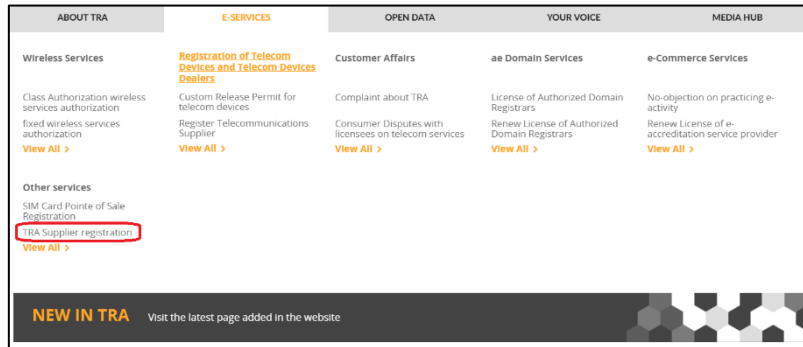 ABOUT TRA
E-SERVICES
OPEN DATA
YOUR VOICE
MEDIA HUB
Wireless Services
Class Authorization wireless
services authorization
fixed wireless services
authorization
View All >
Registration of Telecom
Devices and Telecom Devices
Dealers
Custom Release Permit for
telecom devices
Register Telecommunications
Supplier
View All >
Customer Affairs
Complaint about TRA
Consumer Disputes with
licensees on telecom services
View All >
ae Domain Services
License of Authorized Domain
Registrars
Renew License of Authorized
Domain Registrars
View All >
e-Commerce Services
No-objection on practicing e-
activity
Renew License of e-
accreditation service provider
View All >
Other services
SIM Card Pointe of Sale
Registration
TRA Supplier registration
View All >
NEW IN TRA Visit the latest page added in the website